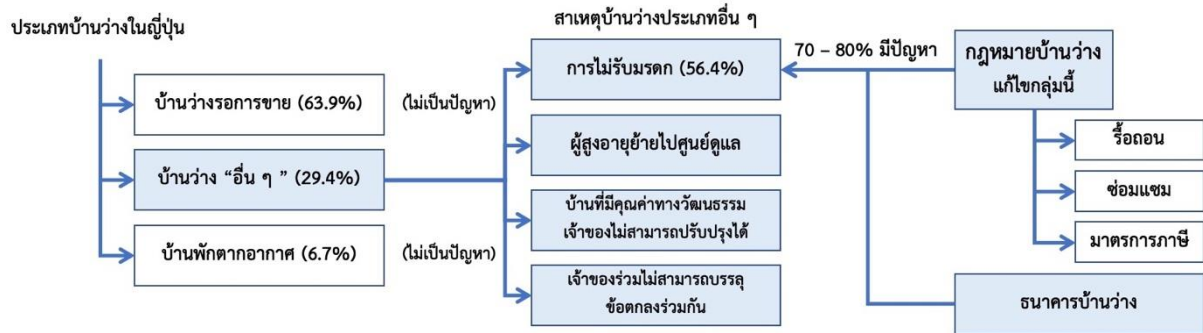 ประเภทบ้านว่างในญี่ปุ่น
บ้านว่างรอการขาย (63.9%)
(ไม่เป็นปัญหา)
บ้านว่าง “อื่น ๆ ” (29.4%)
บ้านพักตากอากาศ (6.7%)
(ไม่เป็นปัญหา)
สาเหตุบ้านว่างประเภทอื่น ๆ
การไม่รับมรดก (56.4%)
ผู้สูงอายุย้ายไปศูนย์ดูแล
บ้านที่มีคุณค่าทางวัฒนธรรม
เจ้าของไม่สามารถปรับปรุงได้
เจ้าของร่วมไม่สามารถบรรลุ
ข้อตกลงร่วมกัน
70 – 80% มีปัญหา
กฎหมายบ้านว่าง
แก้ไขกลุ่มนี้
รื้อถอน
ซ่อมแซม
มาตรการภาษี
ธนาคารบ้านว่าง